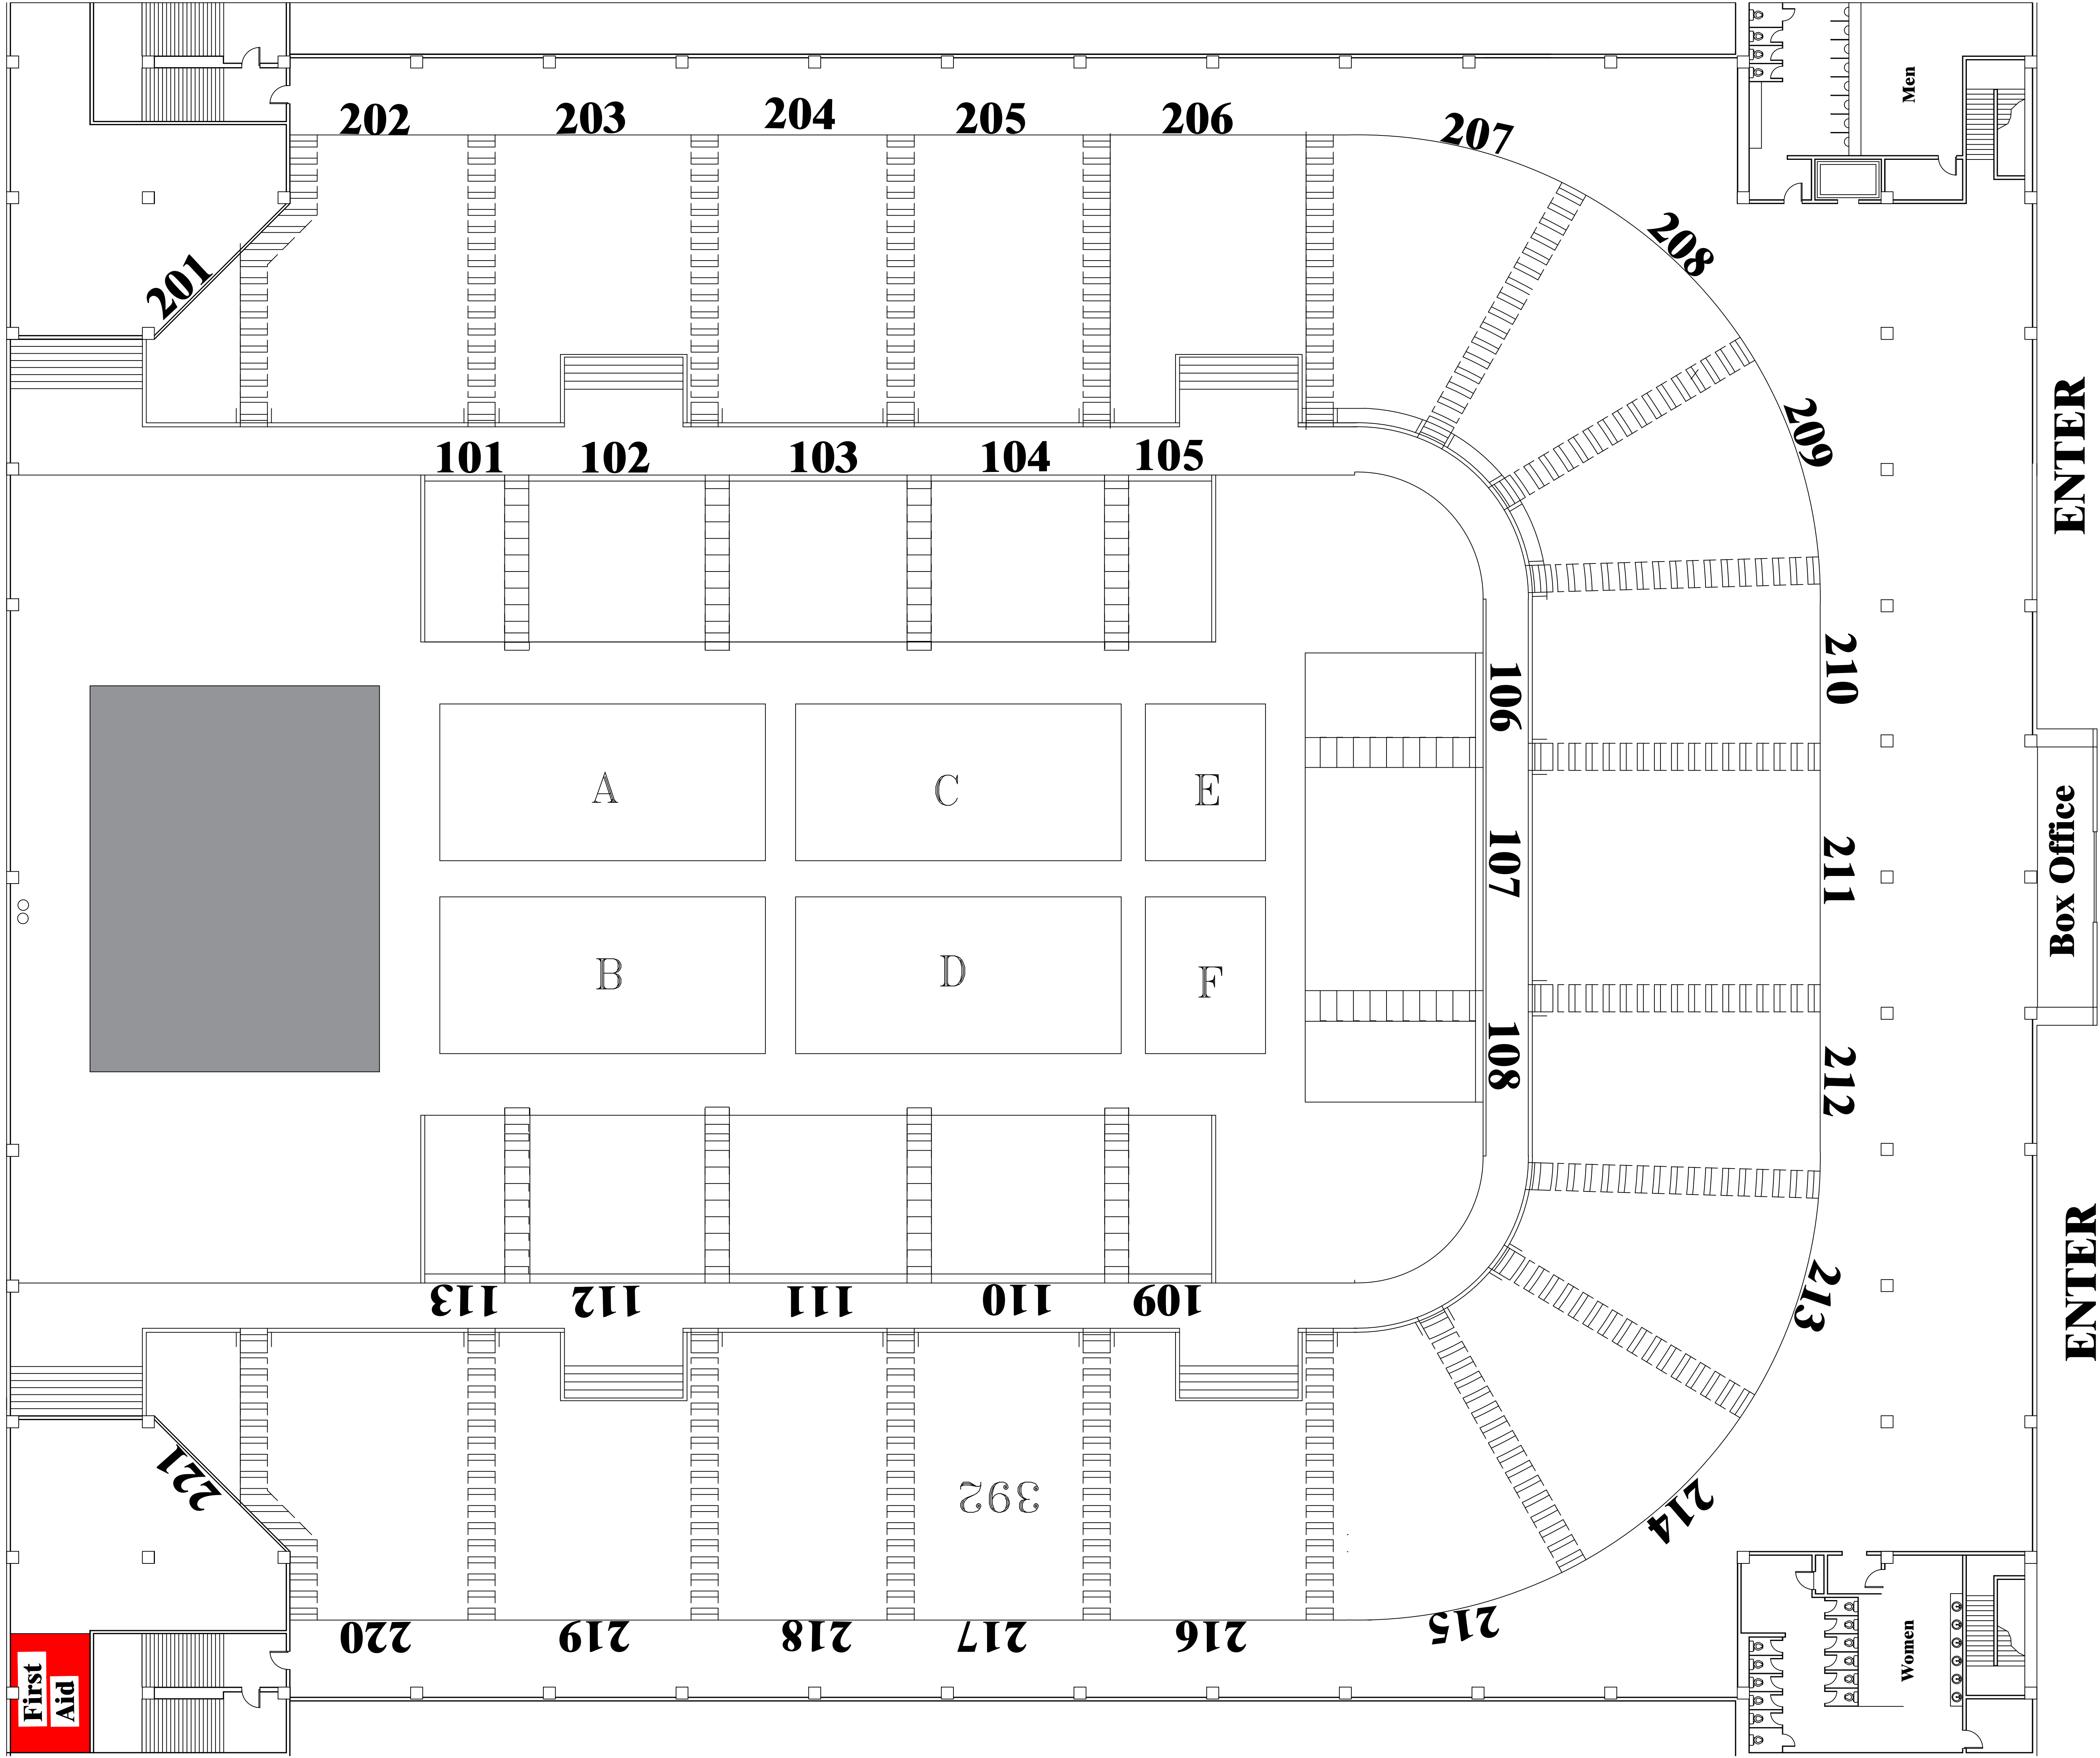 Men
202 203 204 205 206 207
208
201
209
ENTER
101 102 103 104 105
210
106
A C E
Box Office
107
211
B D F
108
212
113 112 111 110 109
213
ENTER
221
392
214
220 219 218 217 216 215
Women
First
Aid